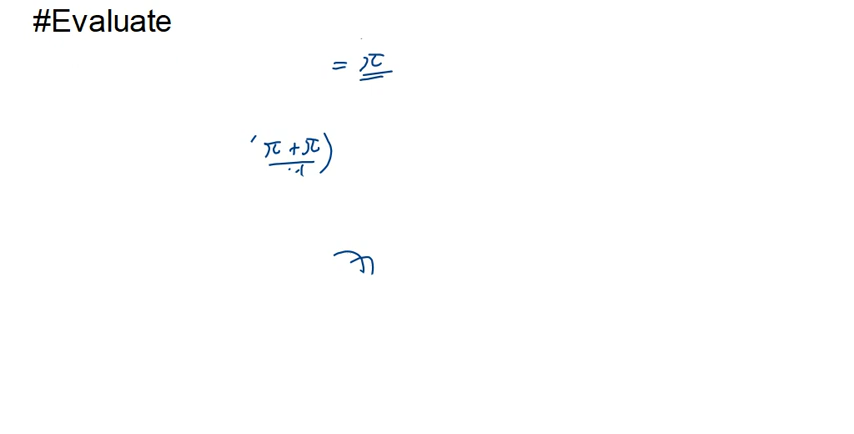 #Evaluate
= π
π + π)